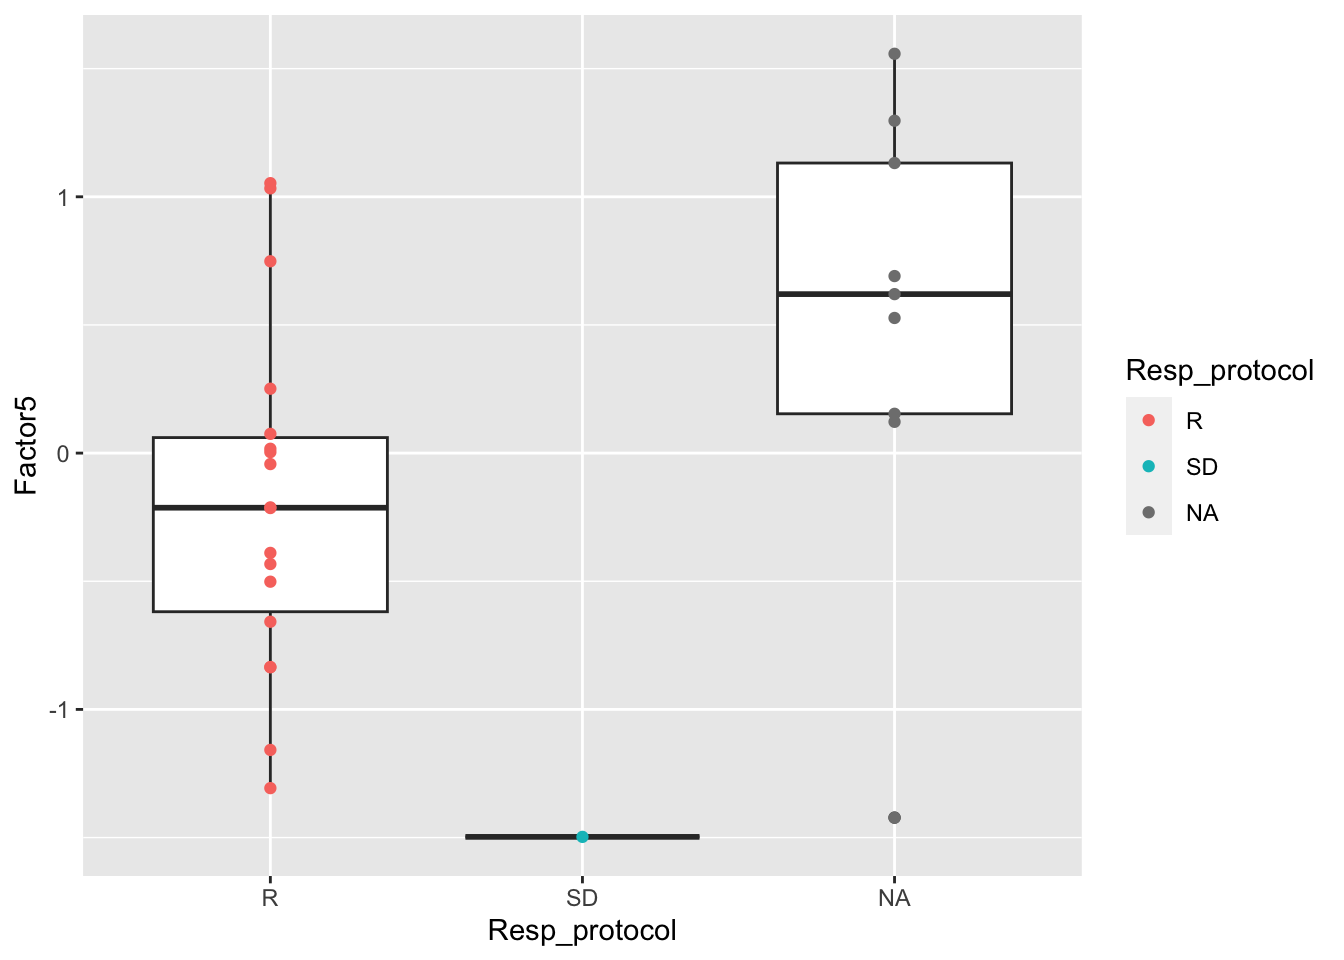 1
0
-1
Factor5
R
SD
NA
Resp_protocol
Resp_protocol
R
SD
NA